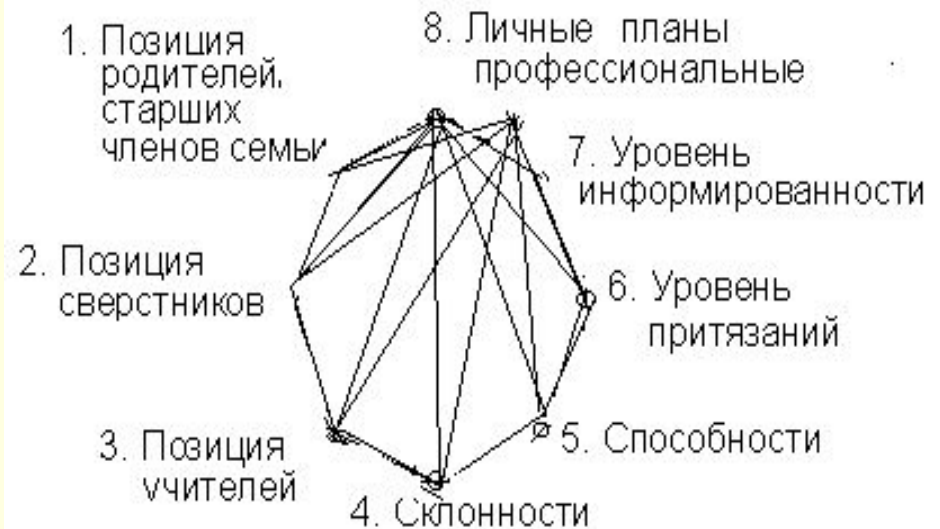 1. Позиция
родителей,
старших
членов семьи
8. Личные планы
профессиональные
7. Уровень
информированности
2. Позиция
сверстников
6. Уровень
притязаний
3. Позиция
учителей
5. Способности
4. Склонности